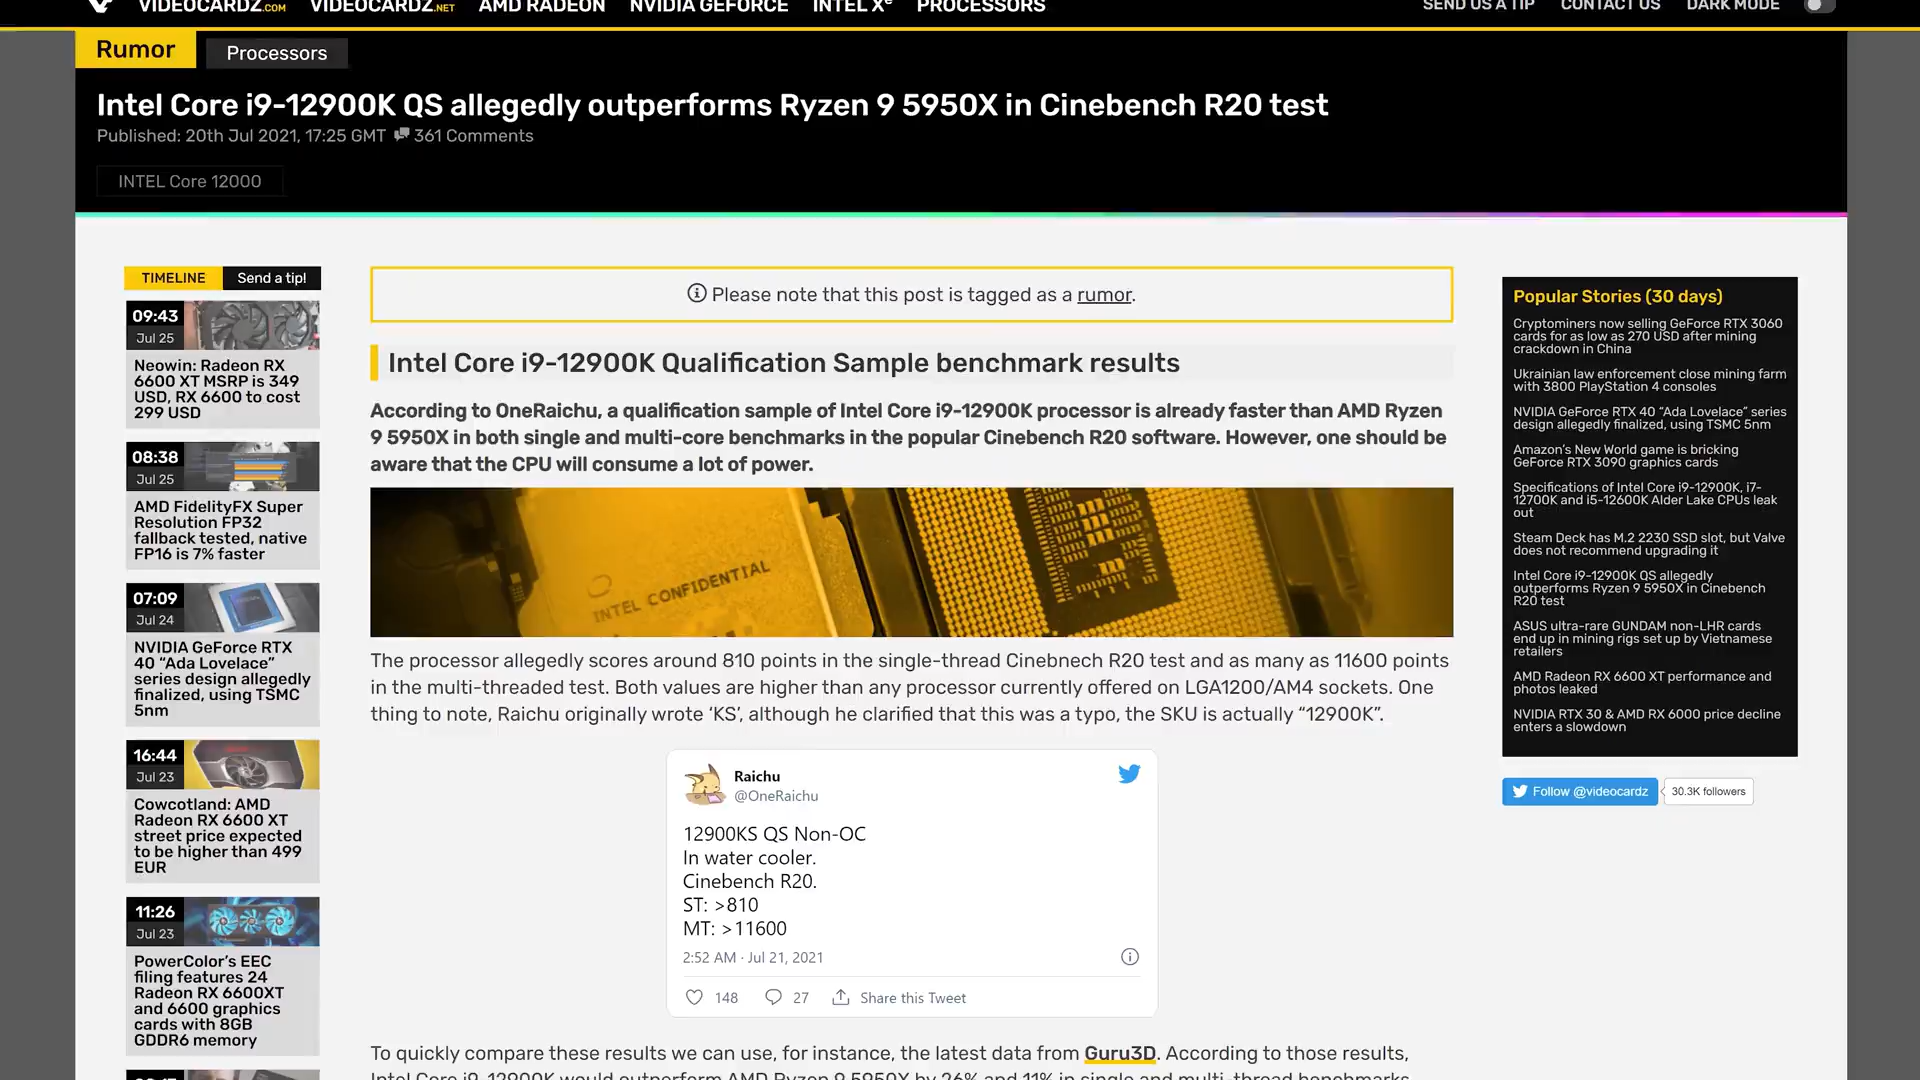 VIDEOCARDZ.COM VIDEOCARDZ.NET AMD RADEON NVIDIA GEFORCE INTEL Xe PROCESSORS SEND US A TIP CONTACT US DARK MODE
Rumor Processors
Intel Core i9-12900K QS allegedly outperforms Ryzen 9 5950X in Cinebench R20 test
Published: 20th Jul 2021, 17:25 GMT 361 Comments
INTEL Core 12000
TIMELINE Send a tip!
09:43
Jul 25
Neowin: Radeon RX
6600 XT MSRP is 349
USD, RX 6600 to cost
299 USD
08:38
Jul 25
AMD FidelityFX Super
Resolution FP32
fallback tested, native
FP16 is 7% faster
07:09
Jul 24
NVIDIA GeForce RTX
40 “Ada Lovelace”
series design allegedly
finalized, using TSMC
5nm
16:44
Jul 23
Cowcotland: AMD
Radeon RX 6600 XT
street price expected
to be higher than 499
EUR
11:26
Jul 23
PowerColor’s EEC
filing features 24
Radeon RX 6600XT
and 6600 graphics
cards with 8GB
GDDR6 memory
Please note that this post is tagged as a rumor.
Intel Core i9-12900K Qualification Sample benchmark results
According to OneRaichu, a qualification sample of Intel Core i9-12900K processor is already faster than AMD Ryzen
9 5950X in both single and multi-core benchmarks in the popular Cinebench R20 software. However, one should be
aware that the CPU will consume a lot of power.
INTEL CONFIDENTIAL
The processor allegedly scores around 810 points in the single-thread Cinebnech R20 test and as many as 11600 points
in the multi-threaded test. Both values are higher than any processor currently offered on LGA1200/AM4 sockets. One
thing to note, Raichu originally wrote ‘KS’, although he clarified that this was a typo, the SKU is actually “12900K”.
Raichu
@OneRaichu
12900KS QS Non-OC
In water cooler.
Cinebench R20.
ST: >810
MT: >11600
2:52 AM · Jul 21, 2021
148 27 Share this Tweet
To quickly compare these results we can use, for instance, the latest data from Guru3D. According to those results,
Intel Core i9-12900K would outperform AMD Ryzen 9 5950X by 26% and 11% in single and multi-thread benchmarks
Popular Stories (30 days)
Cryptominers now selling GeForce RTX 3060
cards for as low as 270 USD after mining
crackdown in China
Ukrainian law enforcement close mining farm
with 3800 PlayStation 4 consoles
NVIDIA GeForce RTX 40 “Ada Lovelace” series
design allegedly finalized, using TSMC 5nm
Amazon’s New World game is bricking
GeForce RTX 3090 graphics cards
Specifications of Intel Core i9-12900K, i7-
12700K and i5-12600K Alder Lake CPUs leak
out
Steam Deck has M.2 2230 SSD slot, but Valve
does not recommend upgrading it
Intel Core i9-12900K QS allegedly
outperforms Ryzen 9 5950X in Cinebench
R20 test
ASUS ultra-rare GUNDAM non-LHR cards
end up in mining rigs set up by Vietnamese
retailers
AMD Radeon RX 6600 XT performance and
photos leaked
NVIDIA RTX 30 & AMD RX 6000 price decline
enters a slowdown
Follow @videocardz 30.3K followers